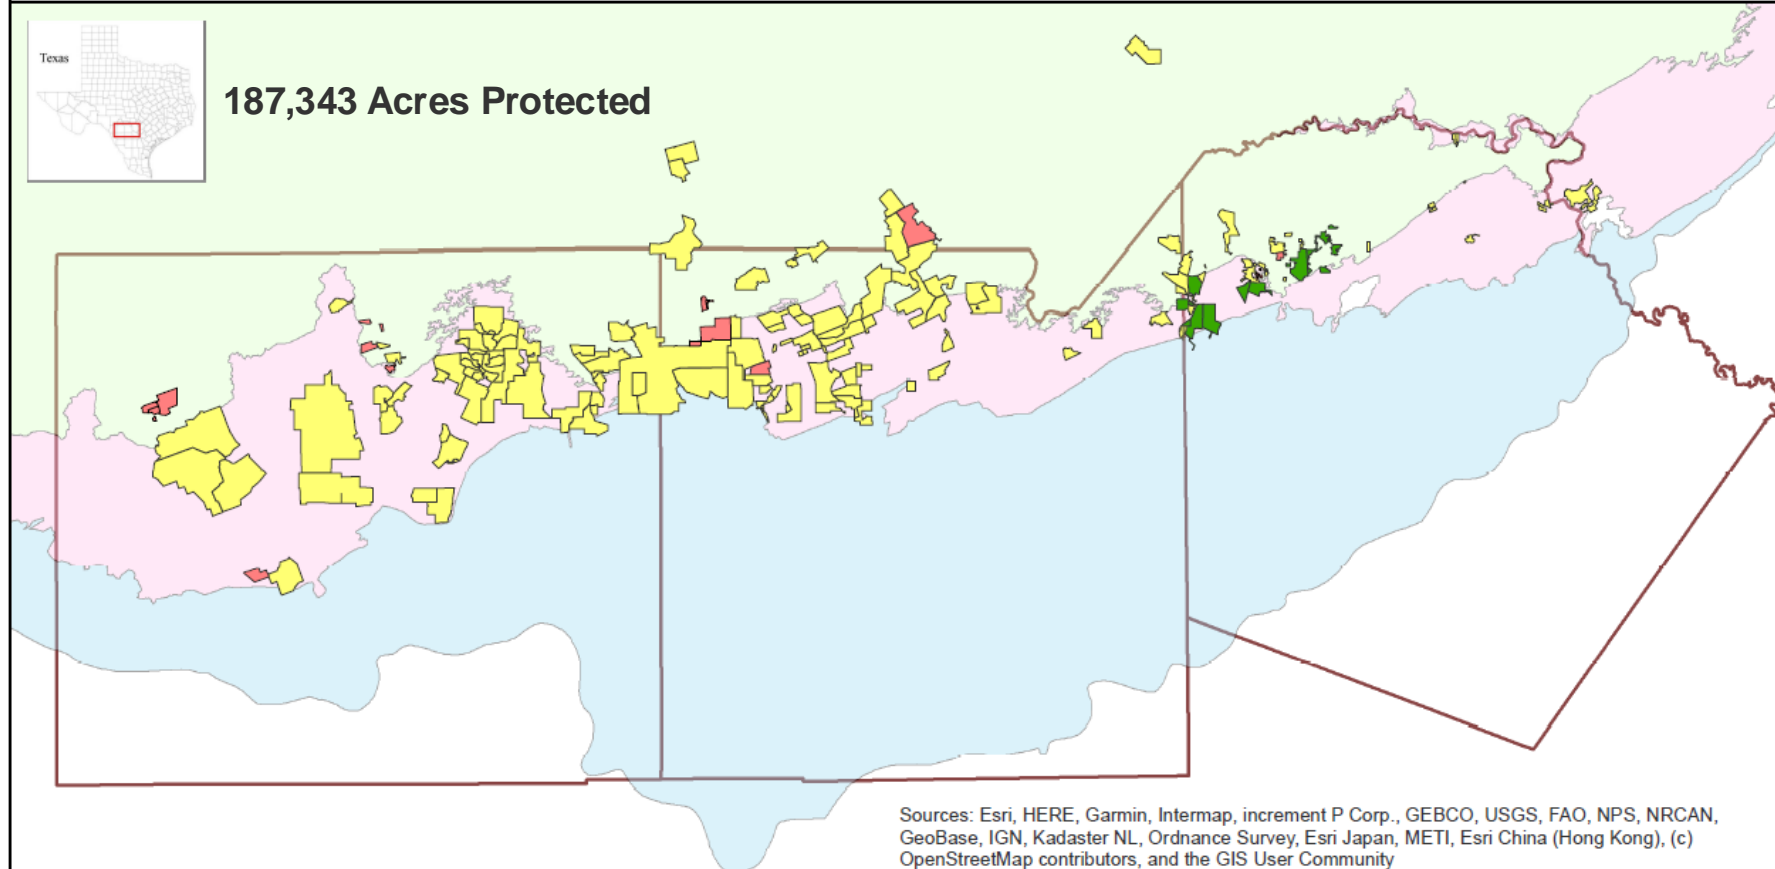 Texas
187,343 Acres Protected
Sources: Esri, HERE, Garmin, Intermap, increment P Corp., GEBCO, USGS, FAO, NPS, NRCAN,
GeoBase, IGN, Kadaster NL, Ordnance Survey, Esri Japan, METI, Esri China (Hong Kong), (c)
OpenStreetMap contributors, and the GIS User Community